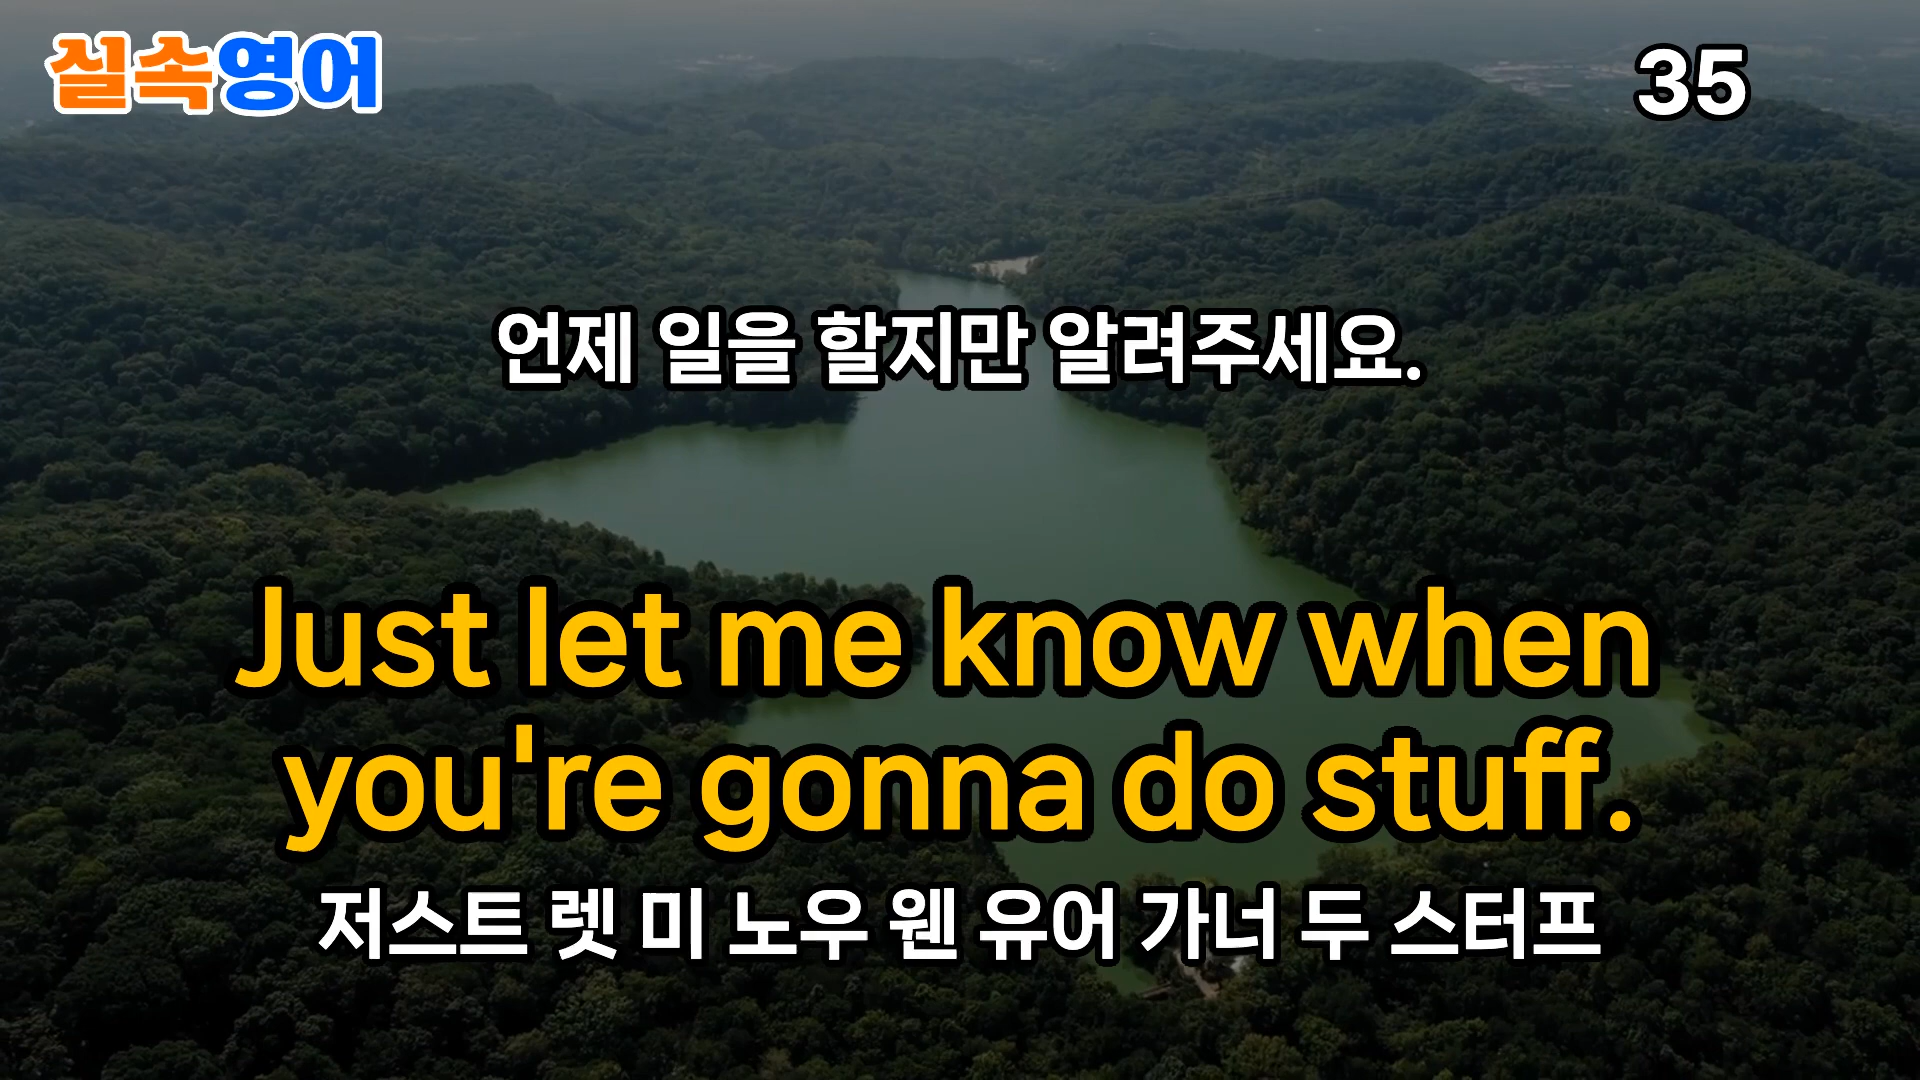 실속영어
35
언제 일을 할지만 알려주세요.
Just let me know when
you're gonna do stuff.
저스트 렛 미 노우 웬 유어 가너 두 스터프